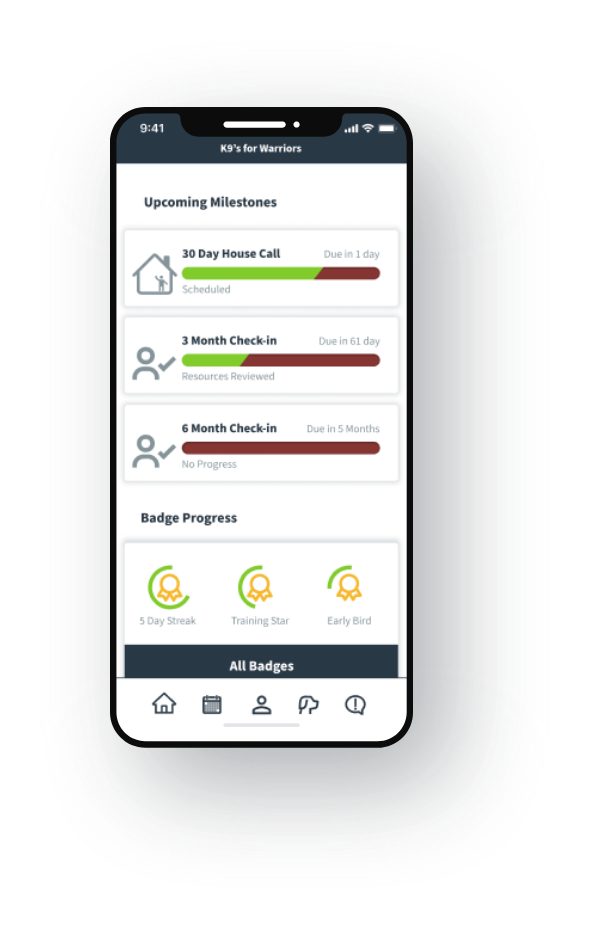 9:41
K9's for Warriors
Upcoming Milestones
30 Day House Call Due in 1 day
Scheduled
3 Month Check-in Due in 61 day
Resources Reviewed
6 Month Check-in Due in 5 Months
No Progress
Badge Progress
5 Day Streak Training Star Early Bird
All Badges